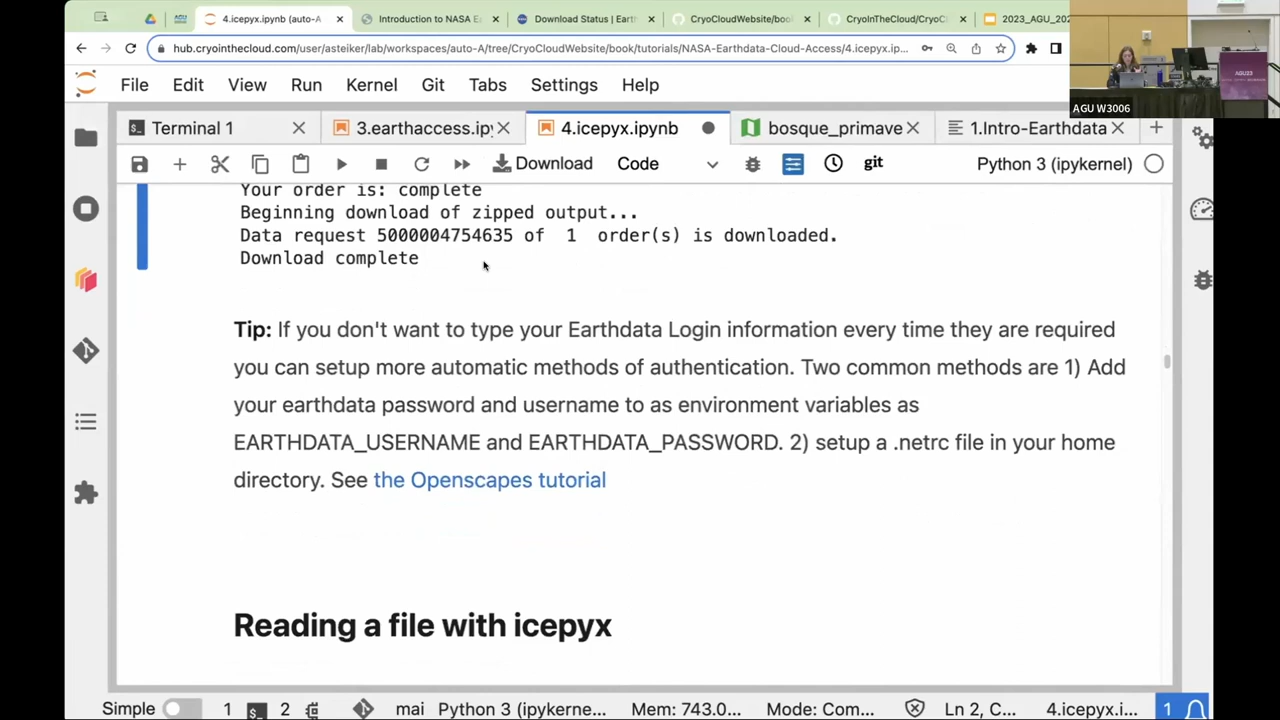 4.icepyx.ipynb (auto-A
Introduction to NASA E
Download Status | Eart
CryoCloudWebsite/boo
CryoInTheCloud/CryoC
2023_AGU_202
hub.cryointhecloud.com/user/asteiker/lab/workspaces/auto-A/tree/CryoCloudWebsite/book/tutorials/NASA-Earthdata-Cloud-Access/4.icepyx.ip...
AGU23
AGU W3006
File Edit View Run Kernel Git Tabs Settings Help
Terminal 1
3.earthaccess.ip
4.icepyx.ipynb
bosque_primave
1.Intro-Earthdata
Download Code git Python 3 (ipykernel)
Your order is: complete
Beginning download of zipped output...
Data request 5000004754635 of 1 order(s) is downloaded.
Download complete
Tip: If you don't want to type your Earthdata Login information every time they are required
you can setup more automatic methods of authentication. Two common methods are 1) Add
your earthdata password and username to as environment variables as
EARTHDATA_USERNAME and EARTHDATA_PASSWORD. 2) setup a .netrc file in your home
directory. See the Openscapes tutorial
Reading a file with icepyx
Simple 1 2 mai Python 3 (ipykerne... Mem: 743.0... Mode: Com... Ln 2, C... 4.icepyx.i... 1